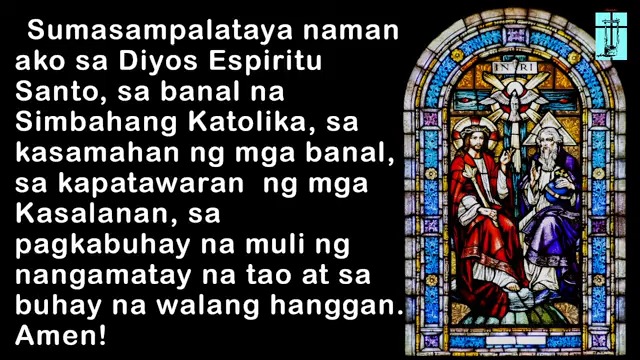 Sumasampalataya naman
ako sa Diyos Espiritu
Santo, sa banal na
Simbahang Katolika, sa
kasamahan ng mga banal,
sa kapatawaran ng mga
Kasalanan, sa
pagkabuhay na muli ng
nangamatay na tao at sa
buhay na walang hanggan.
Amen!
INRI